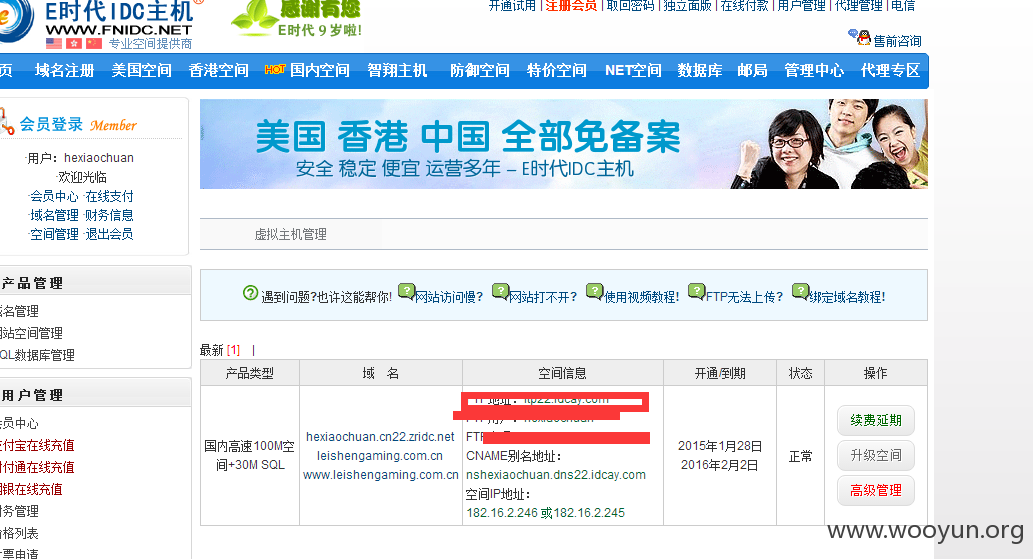 E时代IDC主机
WWW.FNIDC.NET
专业空间提供商
感谢有您
E时代 9 岁啦!
开通试用 | 注册会员 | 取回密码 | 独立面版 | 在线付款 | 用户管理 | 代理管理 | 电信
售前咨询
页 域名注册 美国空间 香港空间 HOT 国内空间 智翔主机 防御空间 特价空间 NET空间 数据库 邮局 管理中心 代理专区
会员登录 Member
·用户: hexiaochuan
·欢迎光临
·会员中心 ·在线支付
·域名管理 ·财务信息
·空间管理 ·退出会员
产品管理
域名管理
网站空间管理
QL数据库管理
用户管理
会员中心
支付宝在线充值
财付通在线充值
网银在线充值
财务管理
价格列表
发票申请
美国 香港 中国 全部免备案
安全 稳定 便宜 运营多年 – E时代IDC主机
虚拟主机管理
遇到问题?也许这能帮你! 网站访问慢? 网站打不开? 使用视频教程! FTP无法上传? 绑定域名教程!
最新 [1] |
产品类型 域 名 空间信息 开通/到期 状态 操作
国内高速100M空间+30M SQL
hexiaochuan.cn22.zridc.net
leishengaming.com.cn
www.leishengaming.com.cn
地址: ftp22.idcay.com
FTP用户: hexiaochuan
FTP
CNAME别名地址:
nshexiaochuan.dns22.idcay.com
空间IP地址:
182.16.2.246 或182.16.2.245
2015年1月28日
2016年2月2日
正常
续费延期
升级空间
高级管理
www.wooyun.org